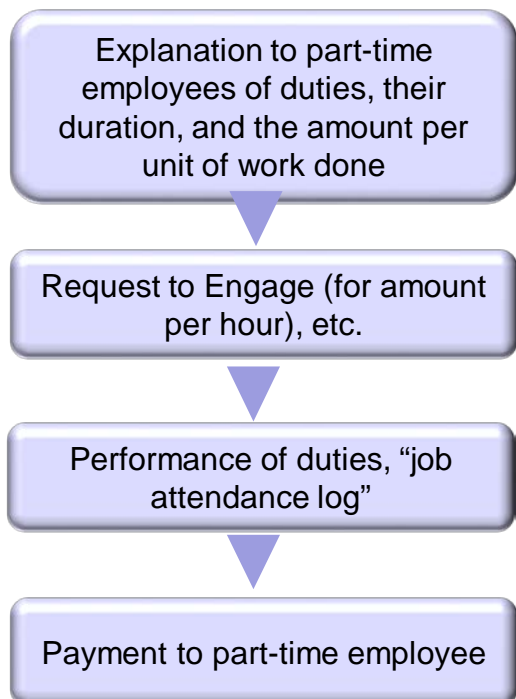 Explanation to part-time
employees of duties, their
duration, and the amount per
unit of work done
Request to Engage (for amount
per hour), etc.
Performance of duties, “job
attendance log”
Payment to part-time employee